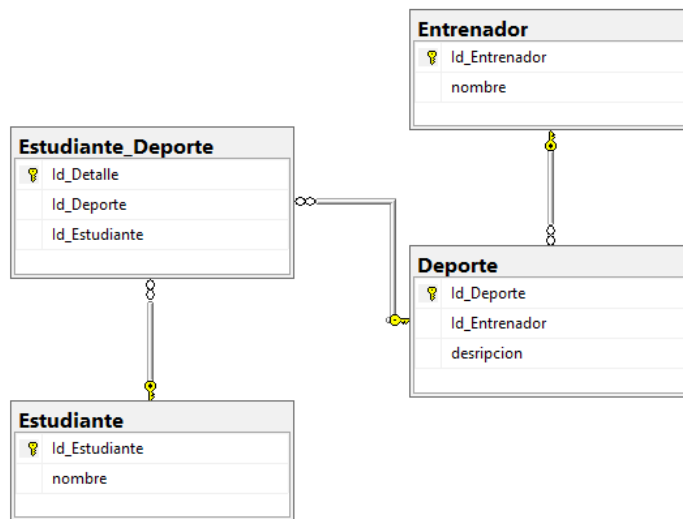 Entrenador
Id_Entrenador
nombre
Estudiante_Deporte
Id_Detalle
Id_Deporte
Id_Estudiante
Deporte
Id_Deporte
Id_Entrenador
desripcion
Estudiante
Id_Estudiante
nombre